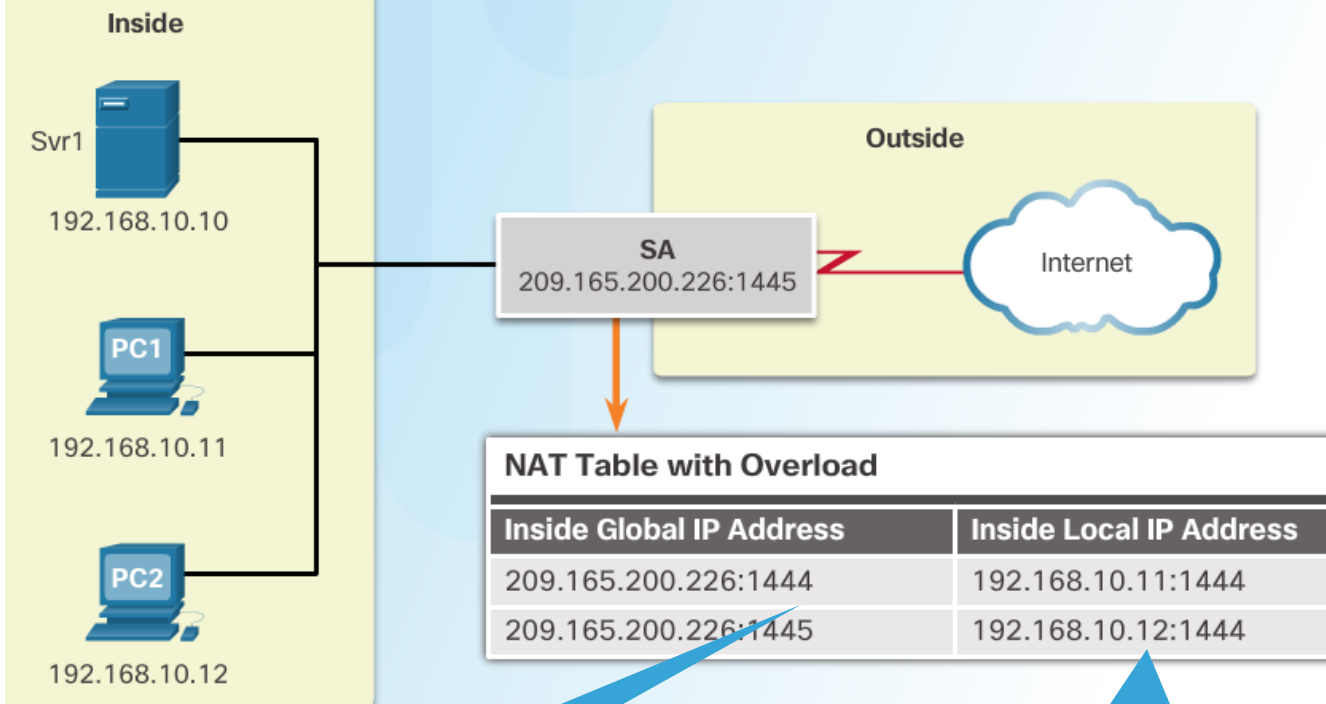 Inside
Svr1
192.168.10.10
PC1
192.168.10.11
PC2
192.168.10.12
Outside
SA
209.165.200.226:1445
Internet
NAT Table with Overload
Inside Global IP Address Inside Local IP Address
209.165.200.226:1444 192.168.10.11:1444
209.165.200.226:1445 192.168.10.12:1444